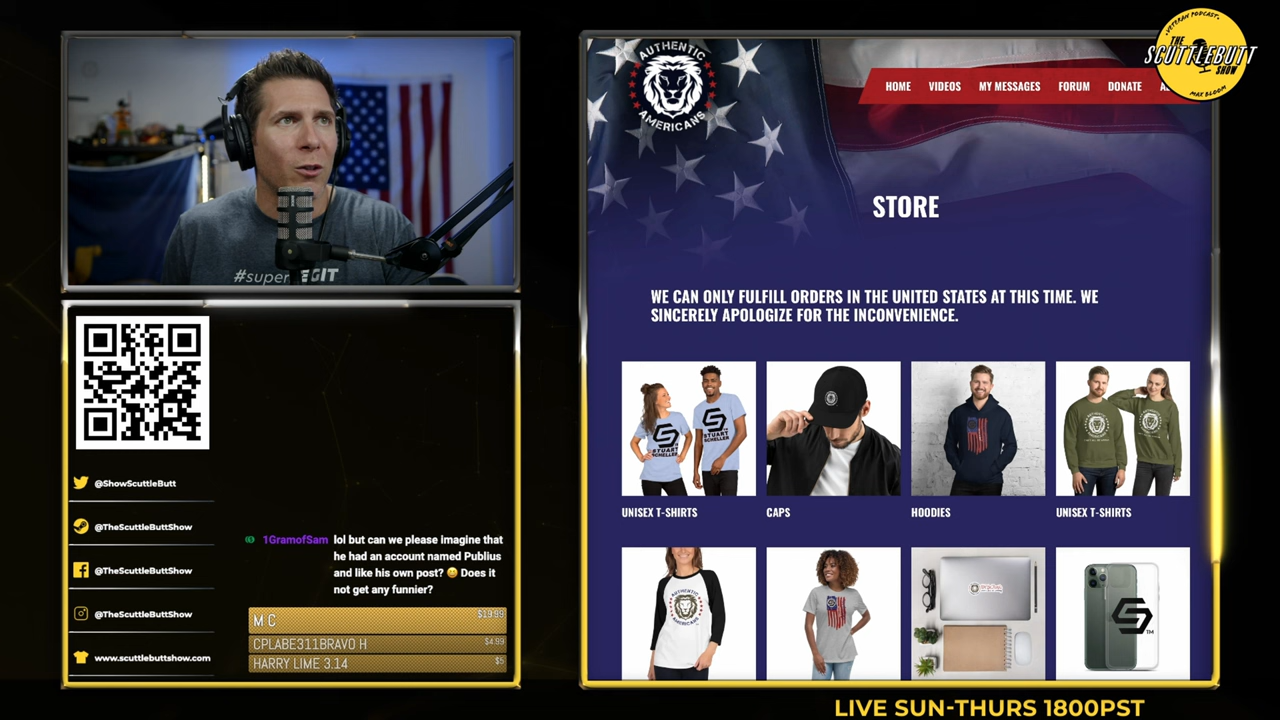 VETERAN PODCAST
THE
SCUTTLEBUTT
SHOW
MAX BLOOM
AUTHENTIC
AMERICANS
HOME VIDEOS MY MESSAGES FORUM DONATE
STORE
WE CAN ONLY FULFILL ORDERS IN THE UNITED STATES AT THIS TIME. WE
SINCERELY APOLOGIZE FOR THE INCONVENIENCE.
STUART
SCHELLER
STUART
SCHELLER
AUTHENTIC
AMERICANS
UNISEX T-SHIRTS CAPS HOODIES UNISEX T-SHIRTS
AUTHENTIC
AMERICANS
TM
#super
GIT
@ShowScuttleButt
@TheScuttleButtShow
@TheScuttleButtShow
@TheScuttleButtShow
www.scuttlebuttshow.com
1GramofSam lol but can we please imagine that
he had an account named Publius
and like his own post? 😄 Does it
not get any funnier?
M C $19.99
CPLABE311BRAVO H $4.99
HARRY LIME 3.14 $5
LIVE SUN-THURS 1800PST